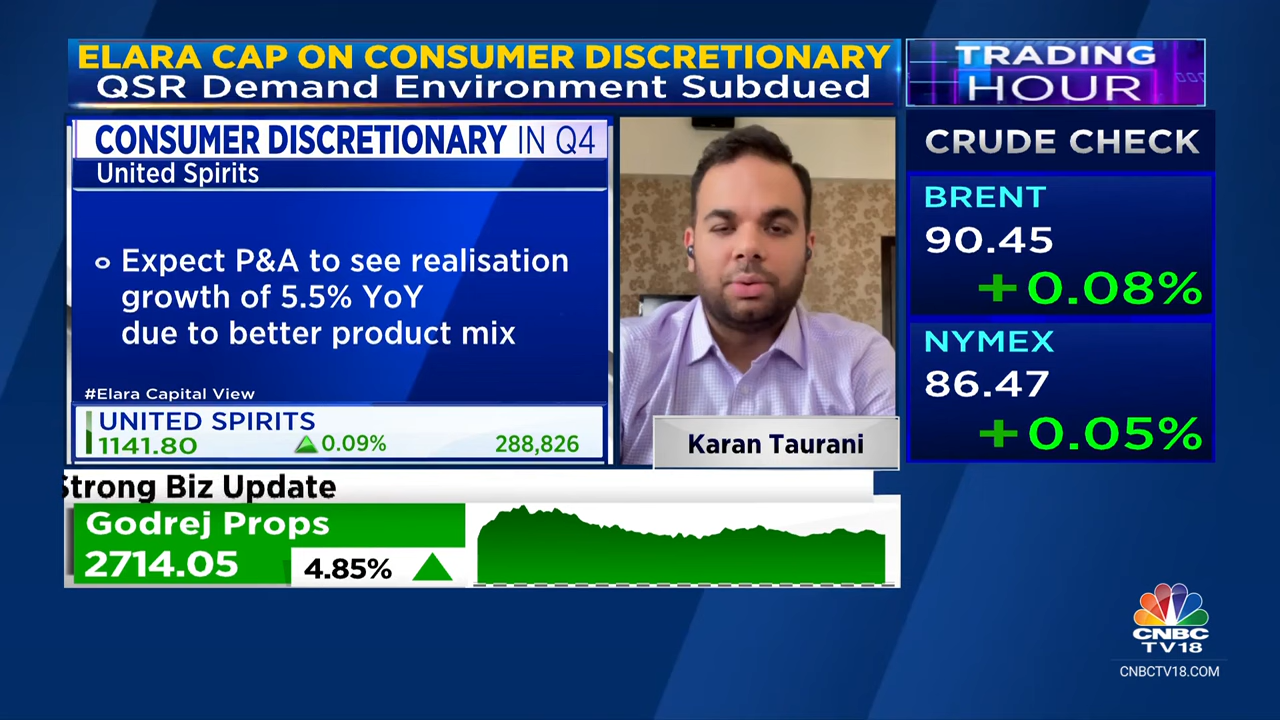 ELARA CAP ON CONSUMER DISCRETIONARY
QSR Demand Environment Subdued
TRADING
HOUR
CONSUMER DISCRETIONARY IN Q4
United Spirits
Expect P&A to see realisation
growth of 5.5% YoY
due to better product mix
#Elara Capital View
UNITED SPIRITS
1141.80 0.09% 288,826
Karan Taurani
CRUDE CHECK
BRENT
90.45
+0.08%
NYMEX
86.47
+0.05%
Strong Biz Update
Godrej Props
2714.05 4.85%
CNBC
TV18
CNBCTV18.COM